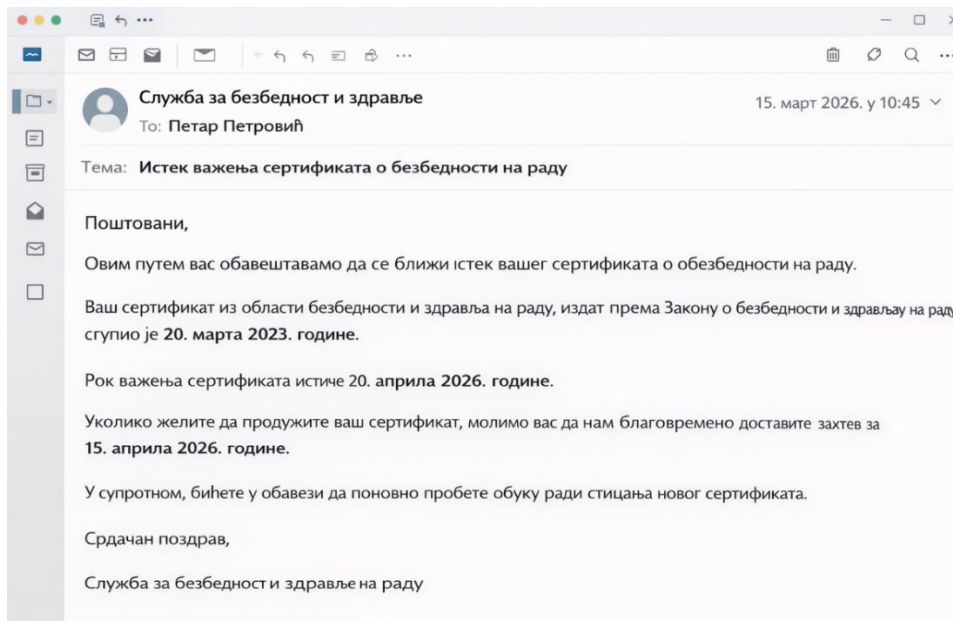 Служба за безбедност и здравље
15. март 2026. у 10:45
To: Петар Петровић
Тема: Истек важења сертификата о безбедности на раду
Поштовани,
Овим путем вас обавештавамо да се ближи істек вашег сертификата о обезбедности на раду.
Ваш сертификат из области безбедности и здравља на раду, издат према Закону о безбедности и здрављаy на раду
сгупио је 20. марта 2023. године.
Рок важења сертификата истиче 20. априла 2026. године.
Уколико желите да продужите ваш сертификат, молимо вас да нам благовремено доставите захтев за
15. априла 2026. године.
У супротном, бићете у обавези да поновно пробете обуку ради стицања новог сертификата.
Срдачан поздрав,
Служба за безбедност и здравље на раду